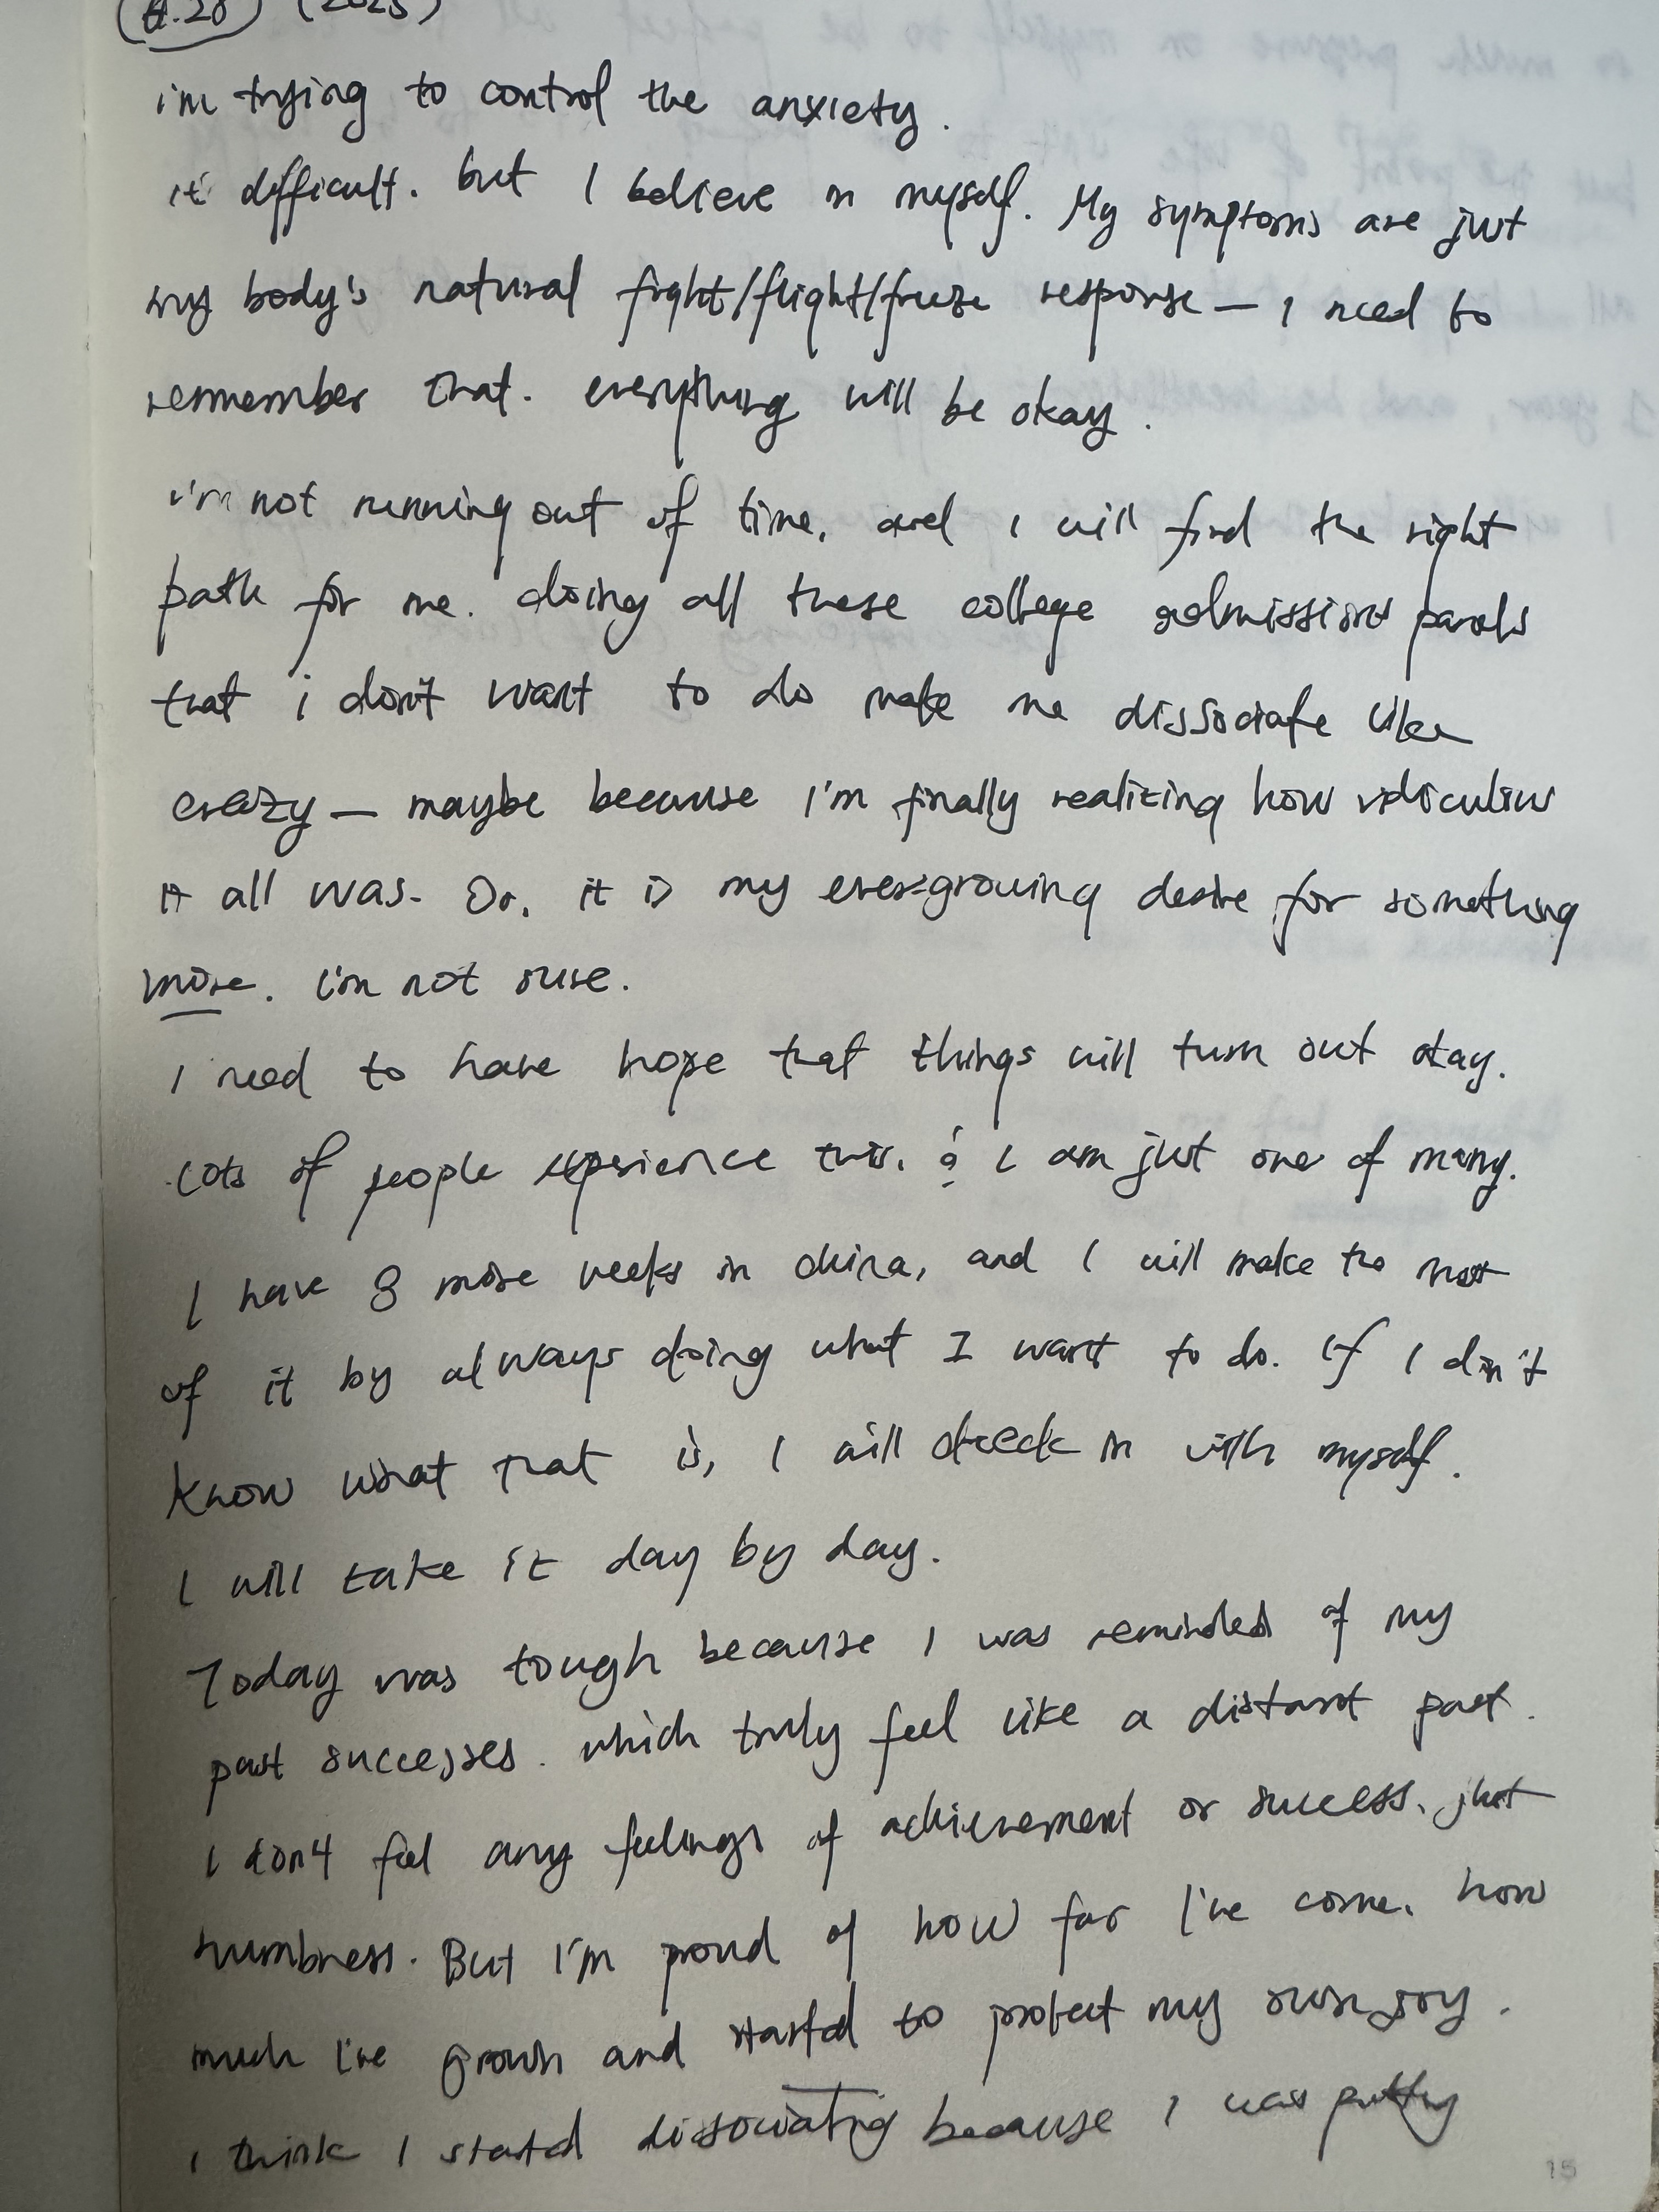 (2025)
i'm trying to control the anxiety.
it's difficult. but I believe in myself. My symptoms are just
my body's natural fight/flight/freeze response — I need to
remember that. everything will be okay.
i'm not running out of time, and I will find the right
path for me. doing all these college admissions panels
that i don't want to do make me dissociate like
crazy — maybe because I'm finally realizing how ridiculous
it all was. Or, it is my ever-growing desire for something
more. I'm not sure.
I need to have hope that things will turn out okay.
Lots of people experience this. & I am just one of many.
I have 8 more weeks in china, and I will make the most
of it by always doing what I want to do. If I don't
know what that is, I will check in with myself.
I will take it day by day.
Today was tough because I was reminded of my
past successes. which truly feel like a distant past.
I don't feel any feelings of achievement or success. just
numbness. But I'm proud of how far I've come. how
much I've grown and started to protect my own joy.
I think I started dissociating because I was putting
15